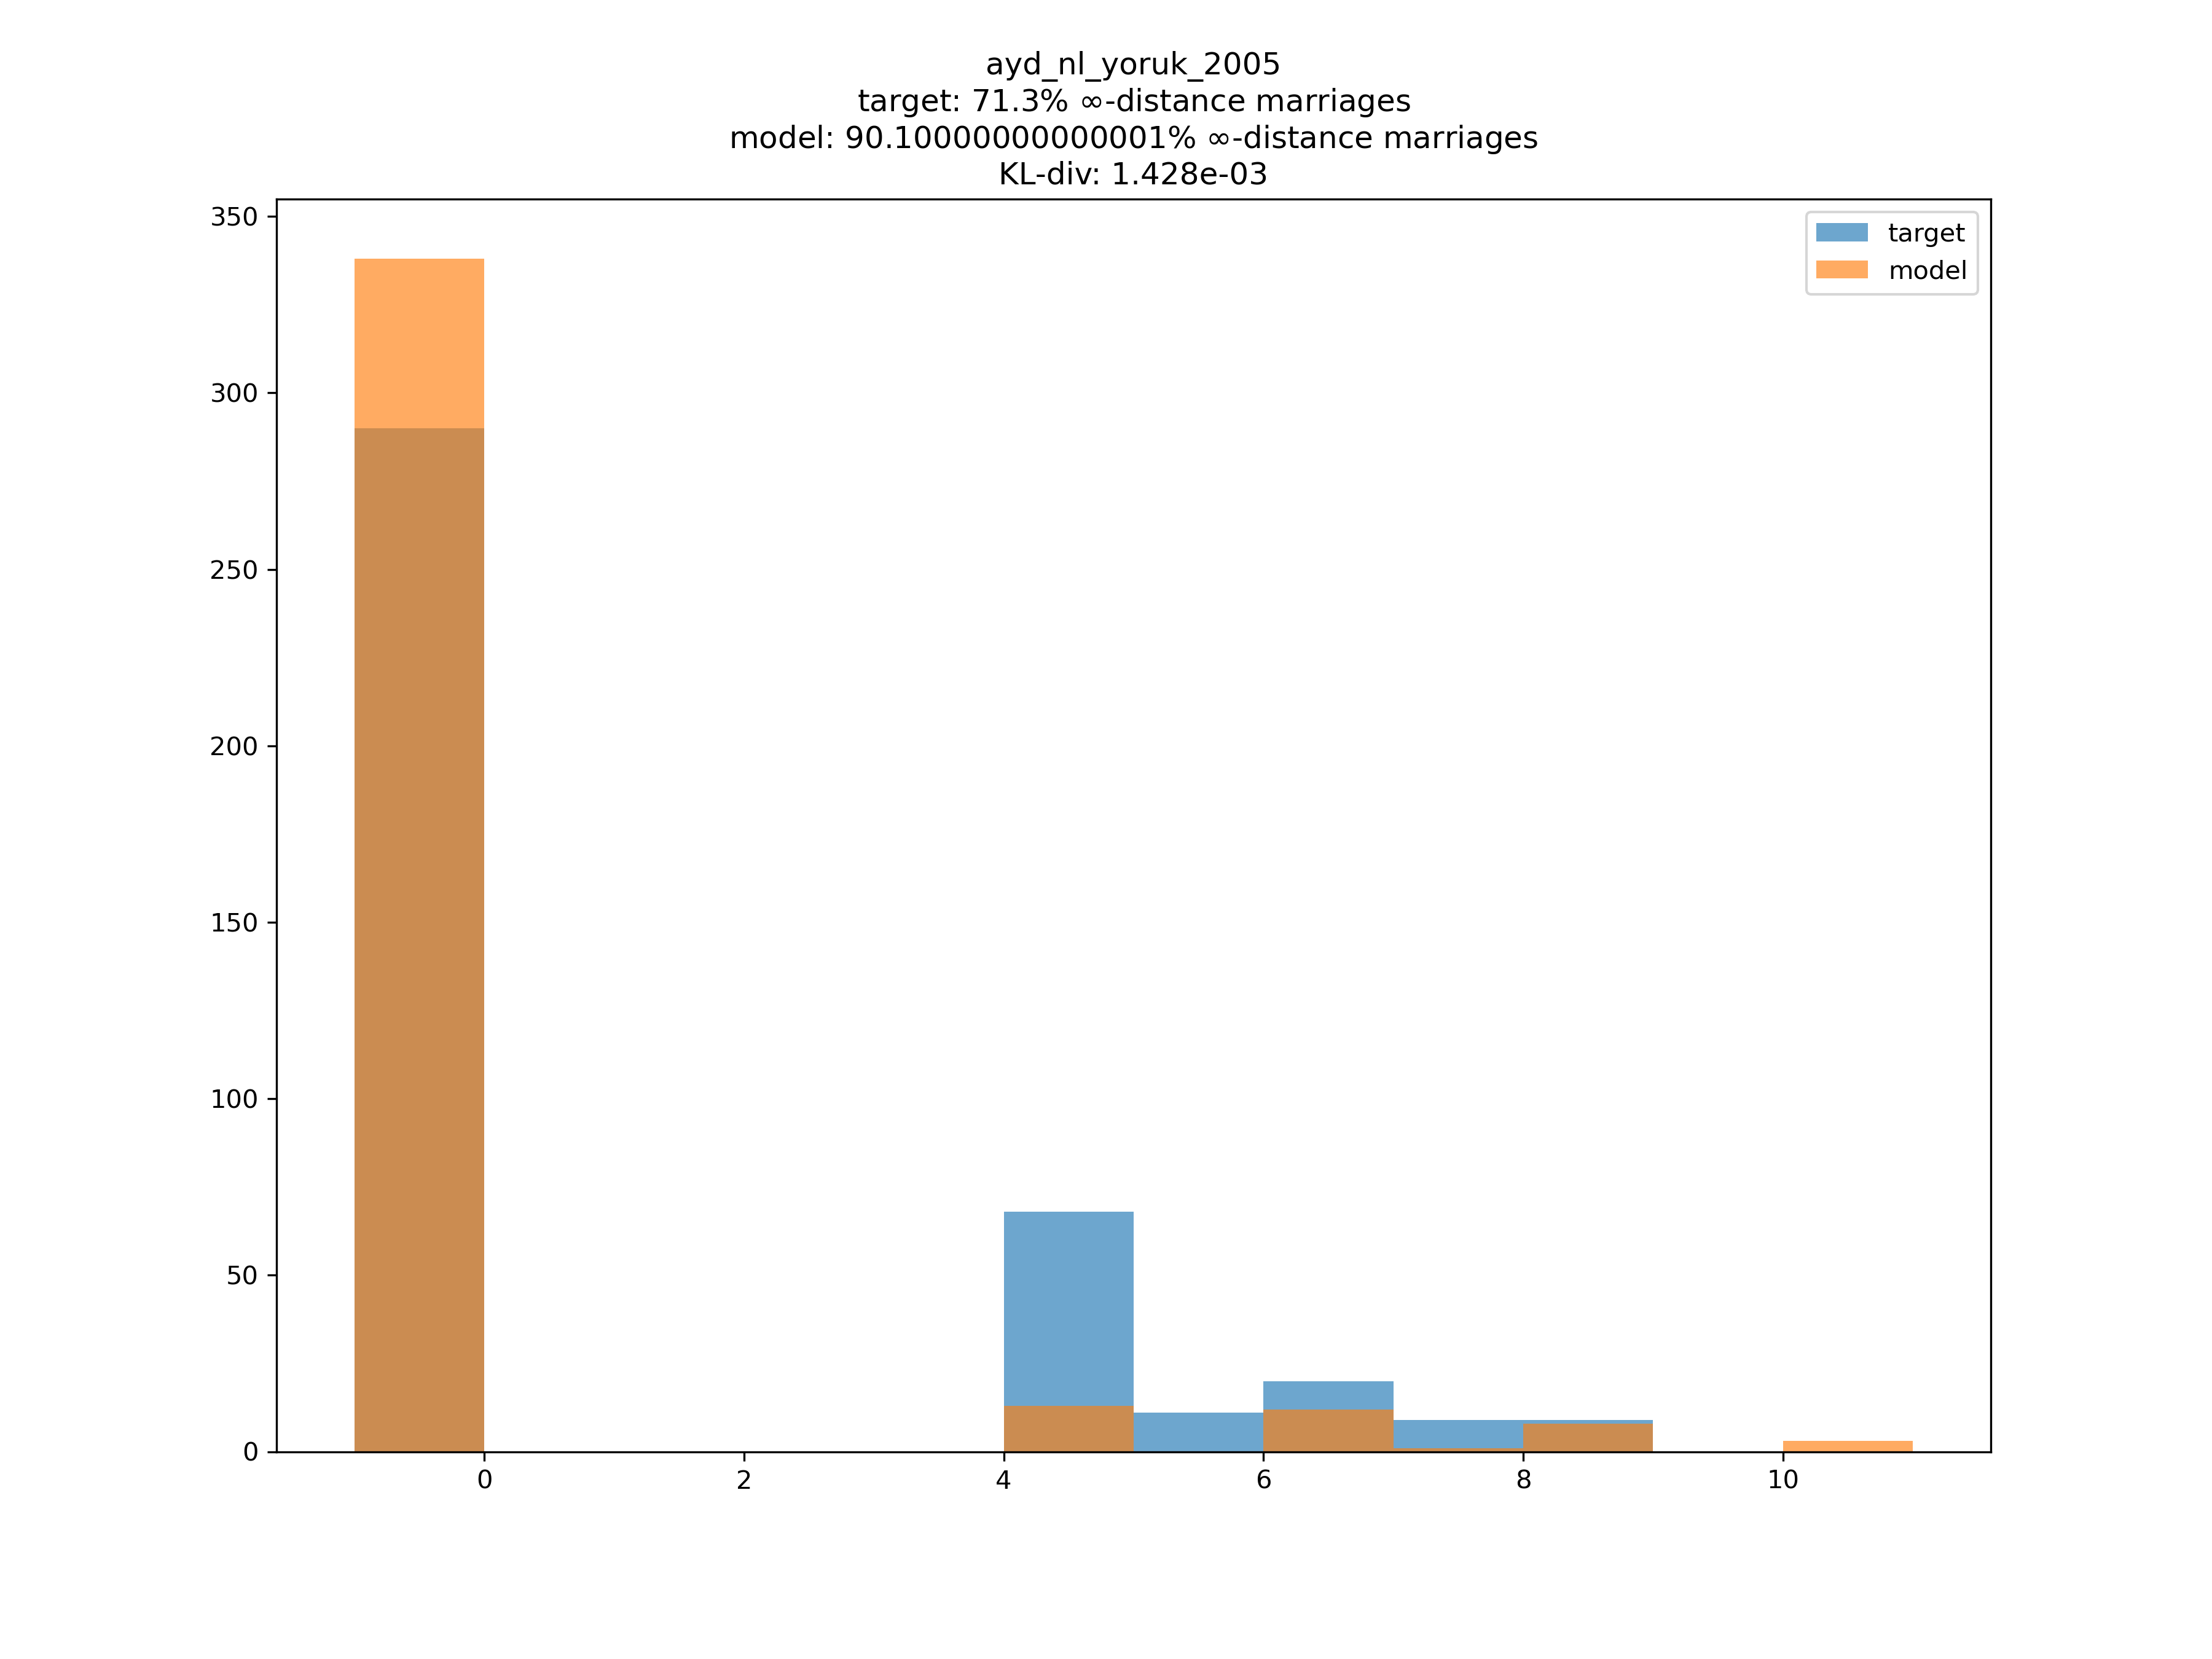 ayd_nl_yoruk_2005
target: 71.3% ∞-distance marriages
model: 90.10000000000001% ∞-distance marriages
KL-div: 1.428e-03
target
model
350
300
250
200
150
100
50
0
0 2 4 6 8 10